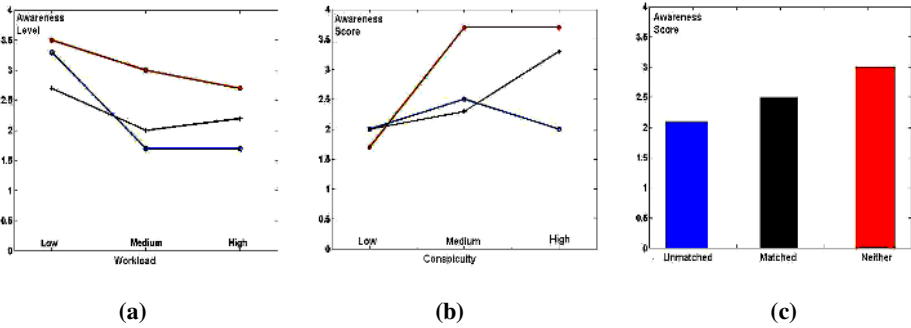 Awareness
Level
4
3.5
3
2.5
2
1.5
1
0.5
0
Low Medium High
Workload
(a)
Awareness
Score
4
3.5
3
2.5
2
1.5
1
0.5
0
Low Medium High
Conspicuity
(b)
Awareness
Score
4
3.5
3
2.5
2
1.5
1
0.5
0
Unmatched Matched Neither
(c)